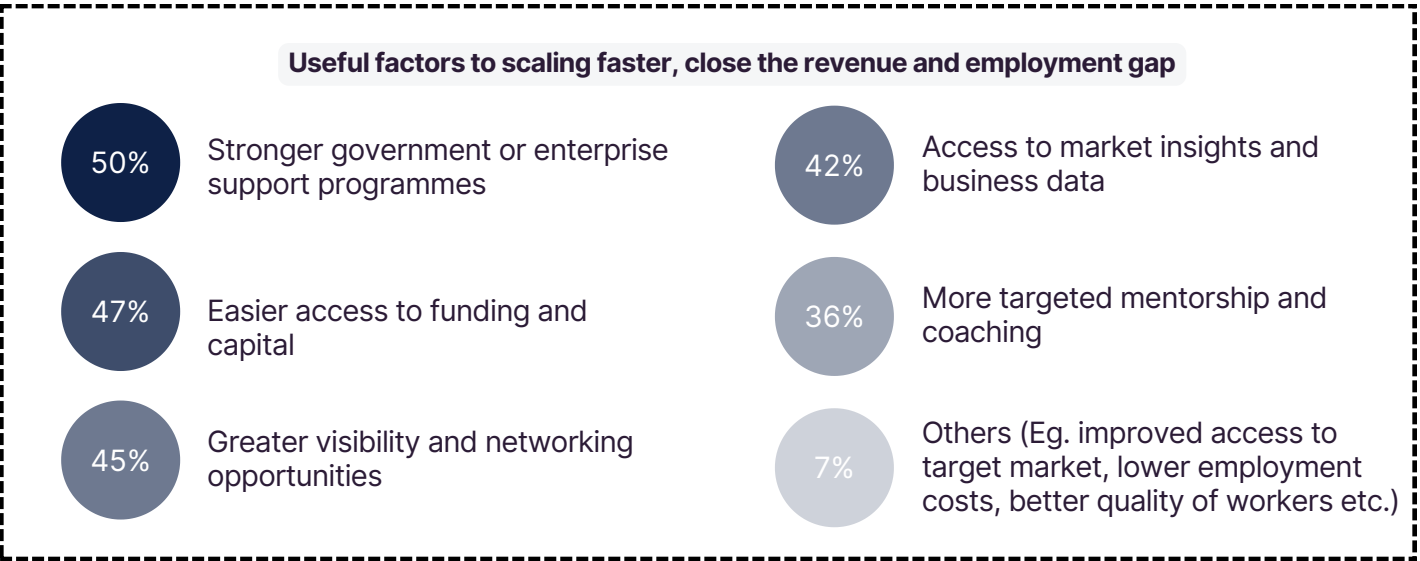 Useful factors to scaling faster, close the revenue and employment gap
50%
Stronger government or enterprise
support programmes
47%
Easier access to funding and
capital
45%
Greater visibility and networking
opportunities
42%
Access to market insights and
business data
36%
More targeted mentorship and
coaching
7%
Others (Eg. improved access to
target market, lower employment
costs, better quality of workers etc.)